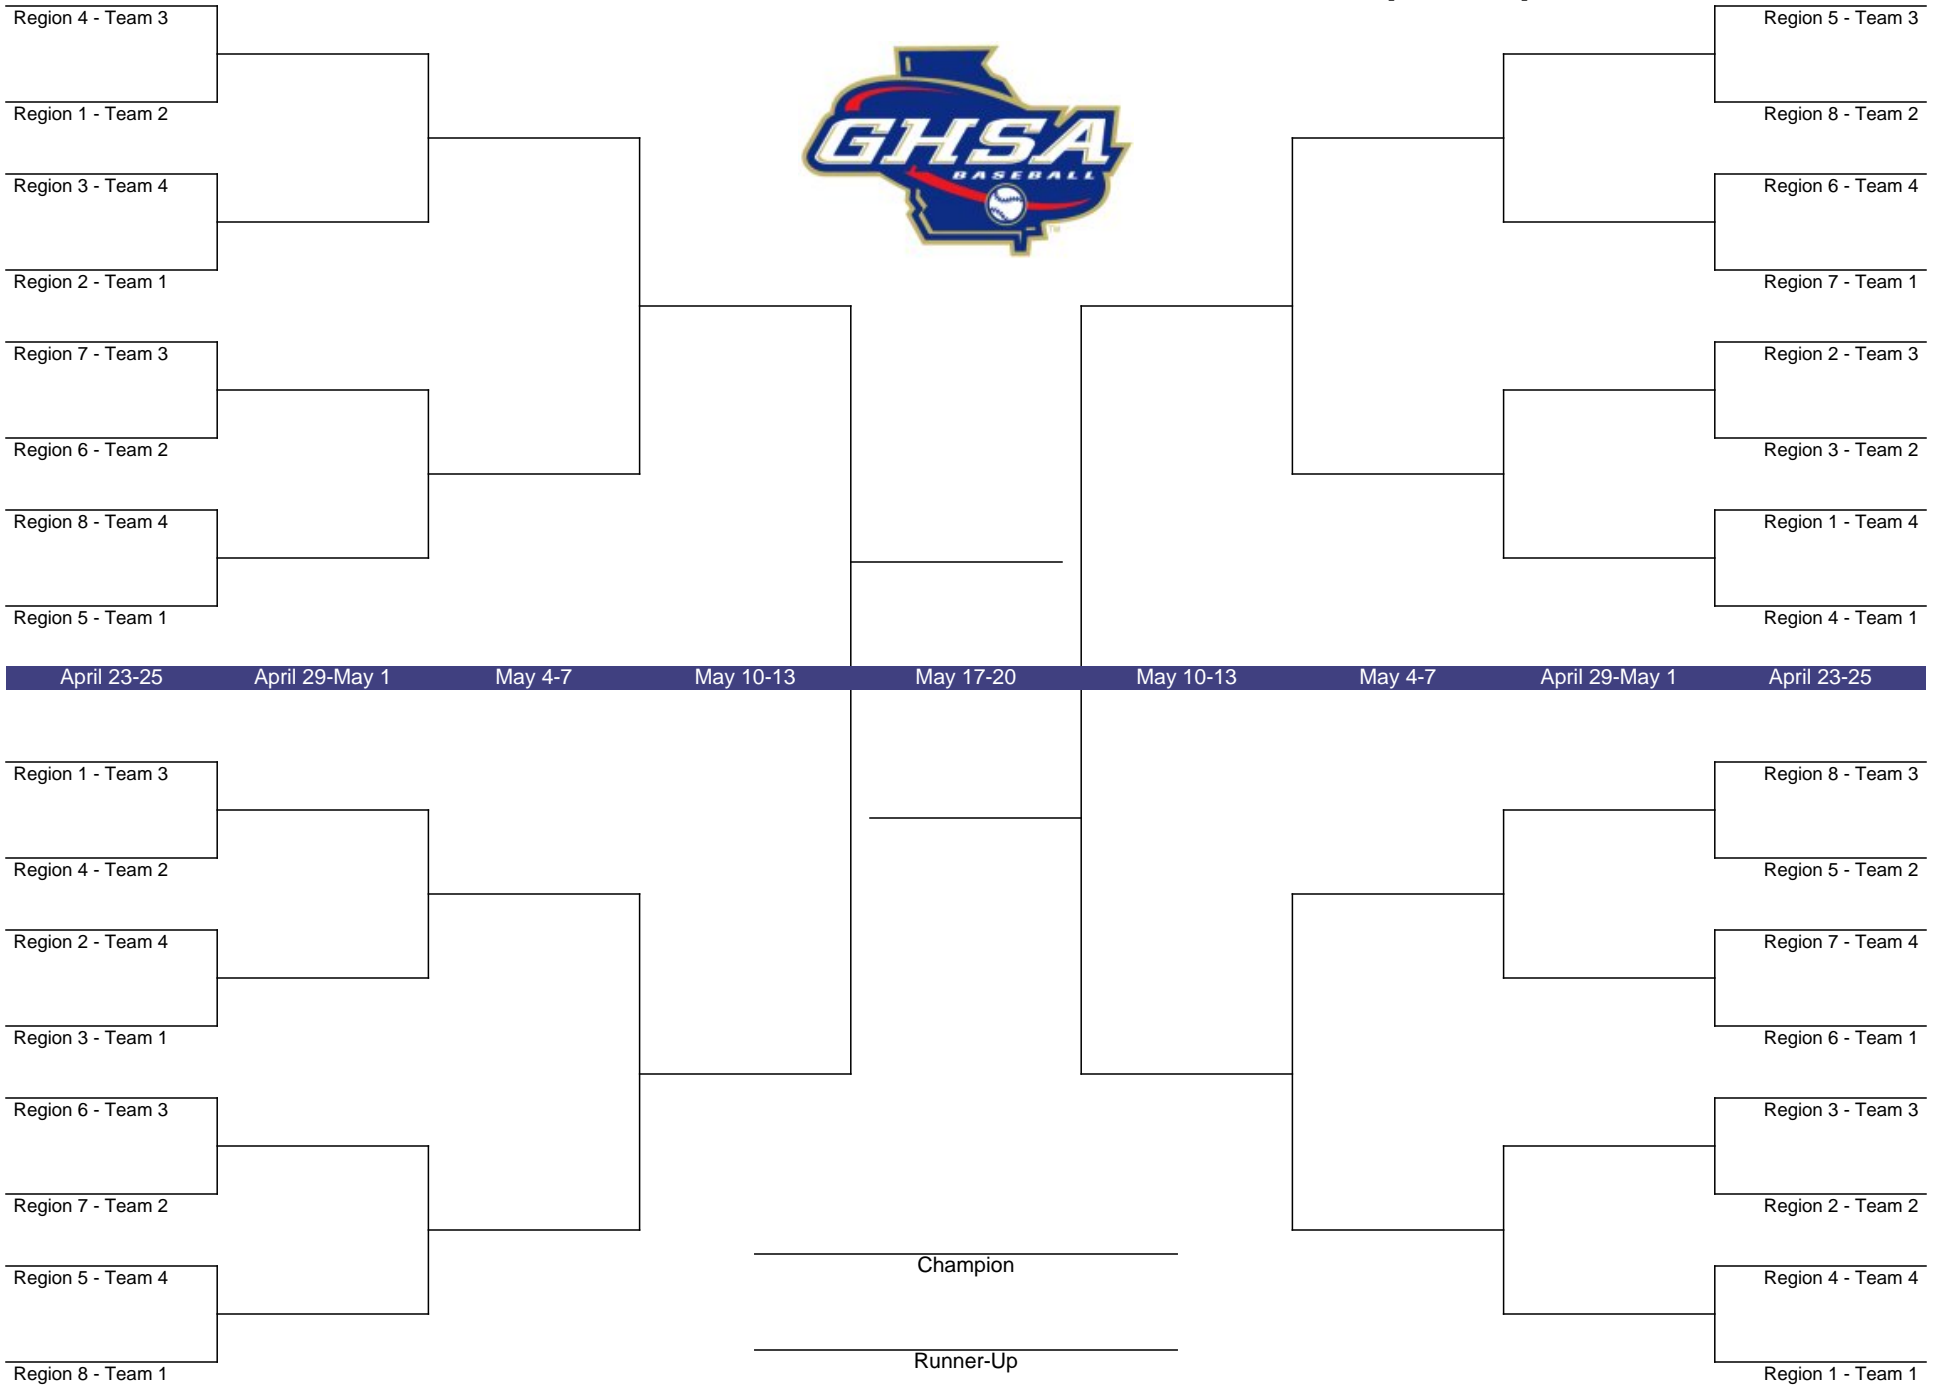 Region 4 - Team 3
Region 1 - Team 2
Region 3 - Team 4
Region 2 - Team 1
Region 7 - Team 3
Region 6 - Team 2
Region 8 - Team 4
Region 5 - Team 1
GHSA
BASEBALL
TM
Region 5 - Team 3
Region 8 - Team 2
Region 6 - Team 4
Region 7 - Team 1
Region 2 - Team 3
Region 3 - Team 2
Region 1 - Team 4
Region 4 - Team 1
April 23-25 April 29-May 1 May 4-7 May 10-13 May 17-20 May 10-13 May 4-7 April 29-May 1 April 23-25
Region 1 - Team 3
Region 4 - Team 2
Region 2 - Team 4
Region 3 - Team 1
Region 6 - Team 3
Region 7 - Team 2
Region 5 - Team 4
Region 8 - Team 1
Champion
Runner-Up
Region 8 - Team 3
Region 5 - Team 2
Region 7 - Team 4
Region 6 - Team 1
Region 3 - Team 3
Region 2 - Team 2
Region 4 - Team 4
Region 1 - Team 1